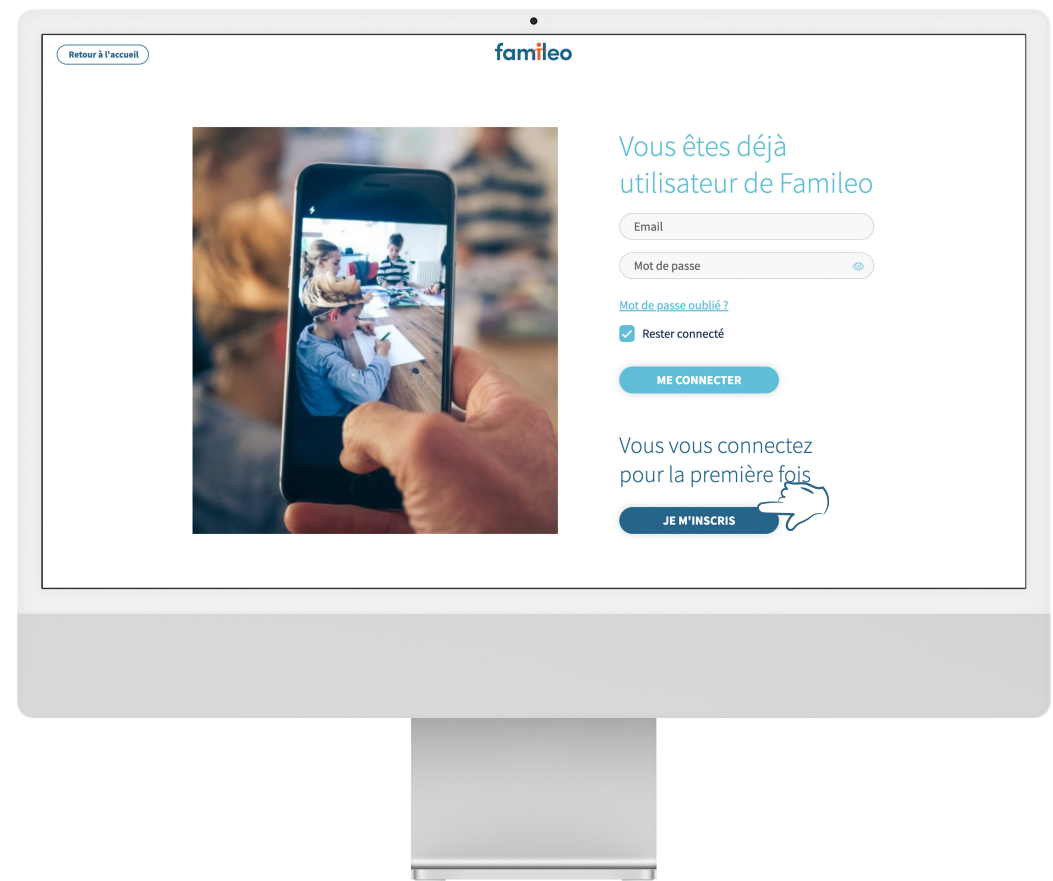 Retour à l'accueil
famileo
Vous êtes déjà
utilisateur de Famileo
Email
Mot de passe
Mot de passe oublié ?
Rester connecté
ME CONNECTER
Vous vous connectez
pour la première fois
JE M'INSCRIS